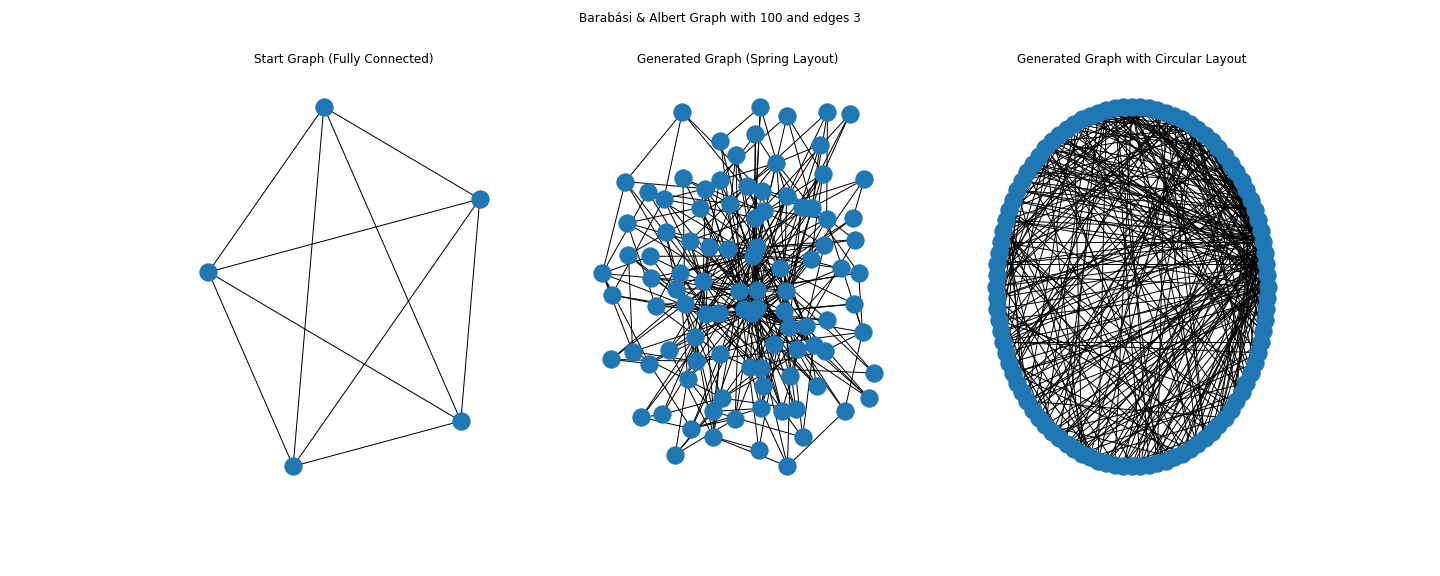 Barabási & Albert Graph with 100 and edges 3
Start Graph (Fully Connected)
Generated Graph (Spring Layout)
Generated Graph with Circular Layout